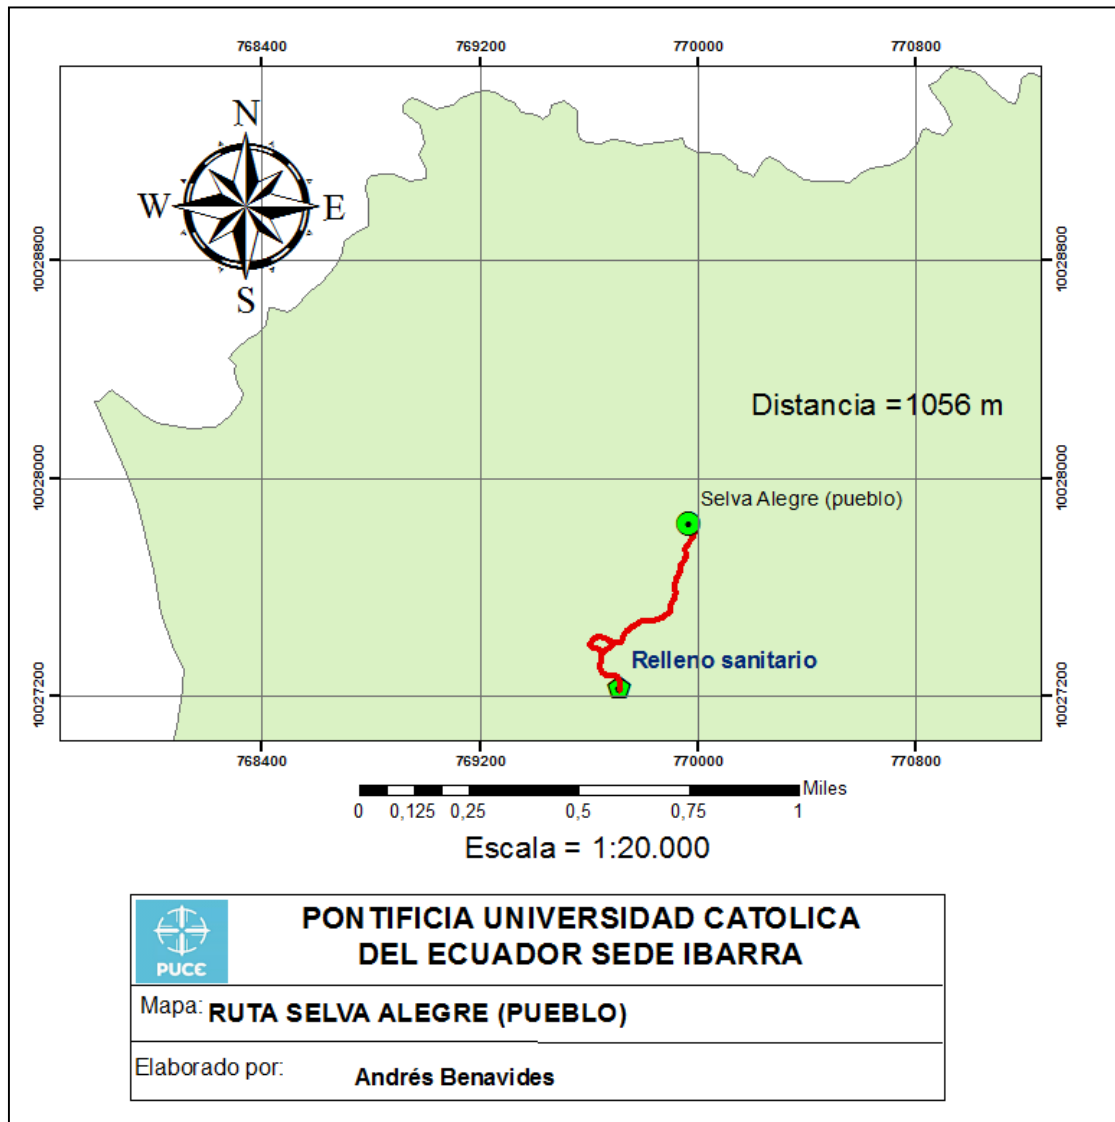 768400 769200 770000 770800
N
W E
S
10028800 10028800
Distancia =1056 m
10028000 10028000
Selva Alegre (pueblo)
Relleno sanitario
10027200 10027200
768400 769200 770000 770800
Miles
0 0,125 0,25 0,5 0,75 1
Escala = 1:20.000
PONTIFICIA UNIVERSIDAD CATOLICA
DEL ECUADOR SEDE IBARRA
PUCE
Mapa: RUTA SELVA ALEGRE (PUEBLO)
Elaborado por: Andrés Benavides